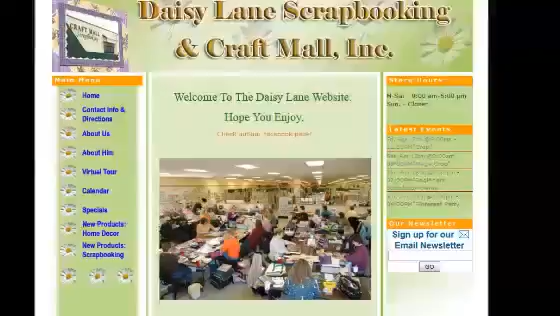 Daisy Lane Scrapbooking
& Craft Mall, Inc.
CRAFT MALL
Main Menu
Home
Contact Info &
Directions
About Us
About Him
Virtual Tour
Calendar
Specials
New Products:
Home Decor
New Products:
Scrapbooking
Welcome To The Daisy Lane Website.
Hope You Enjoy.
Store Hours
9:00 am-5:00 pm
Sun. - Closed
Latest Events
Our Newsletter
Sign up for our
Email Newsletter
GO